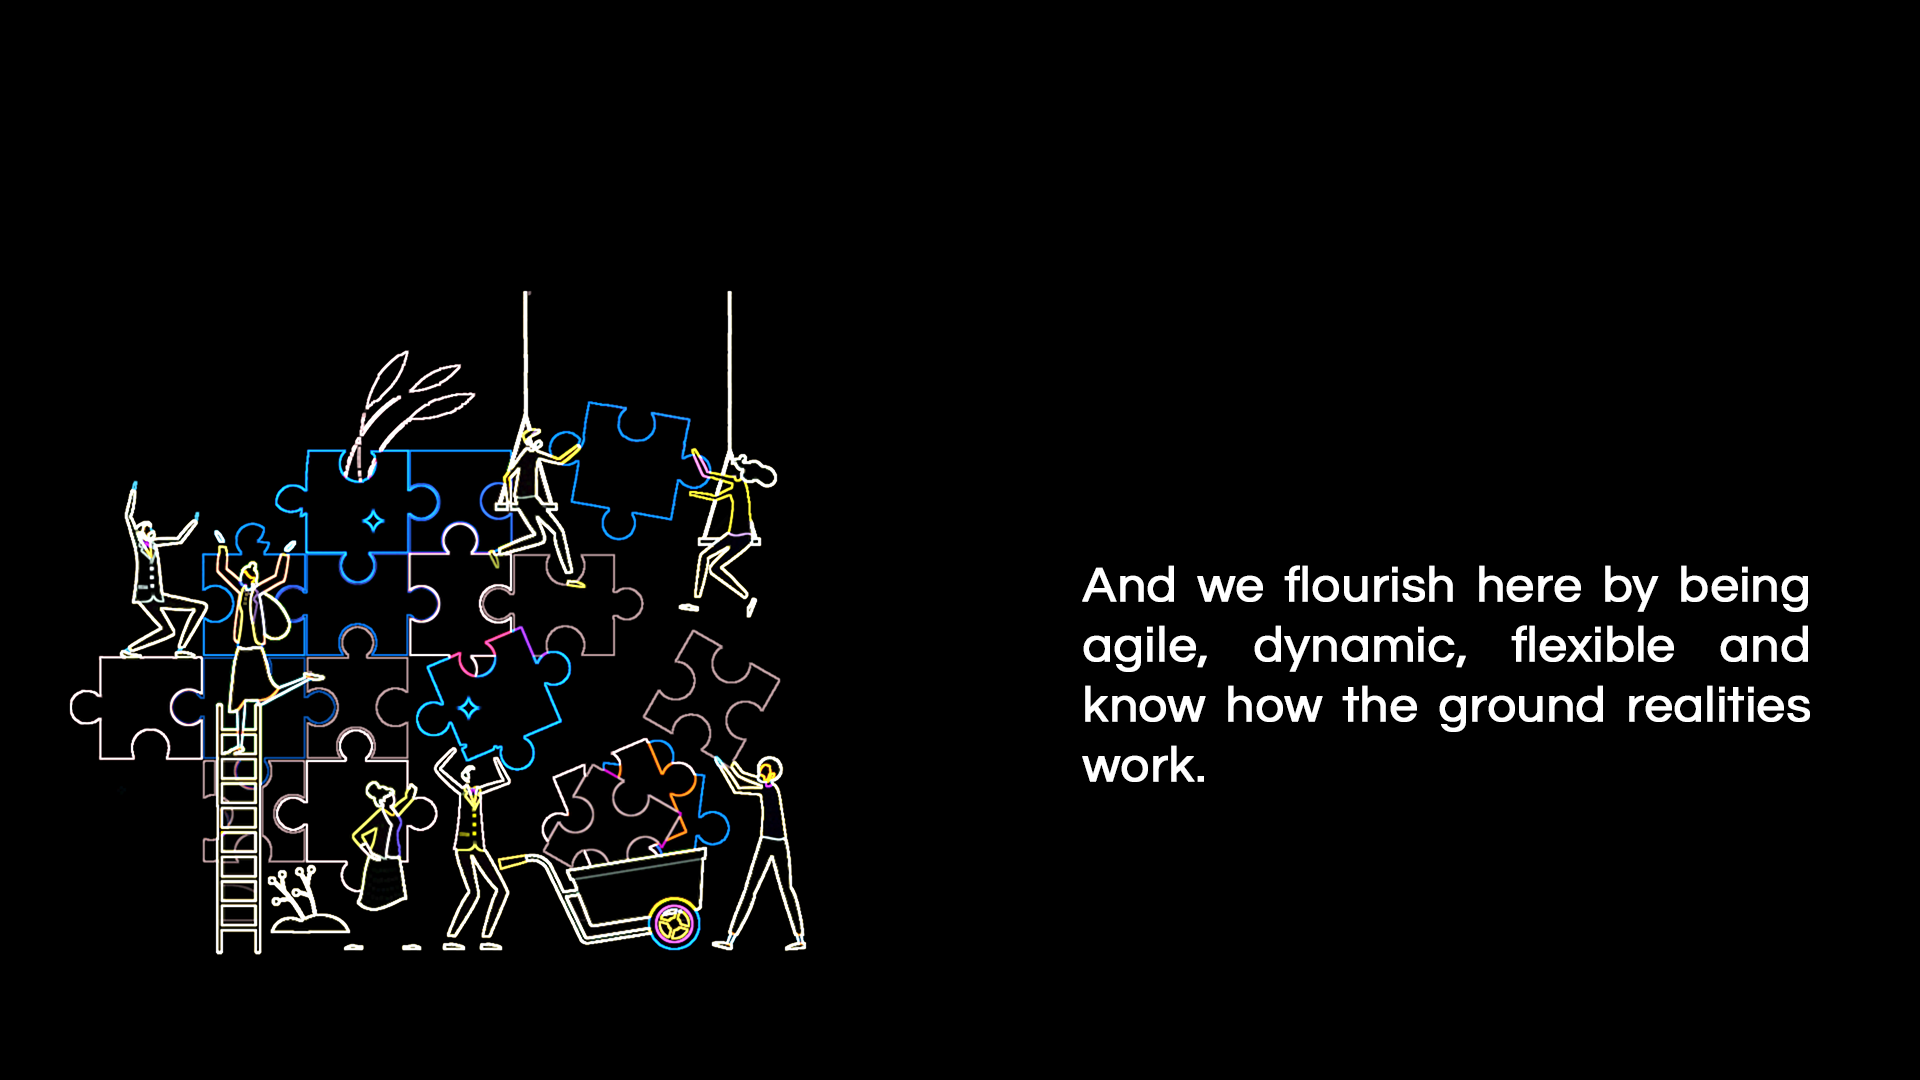 And we flourish here by being
agile, dynamic, flexible and
know how the ground realities
work.